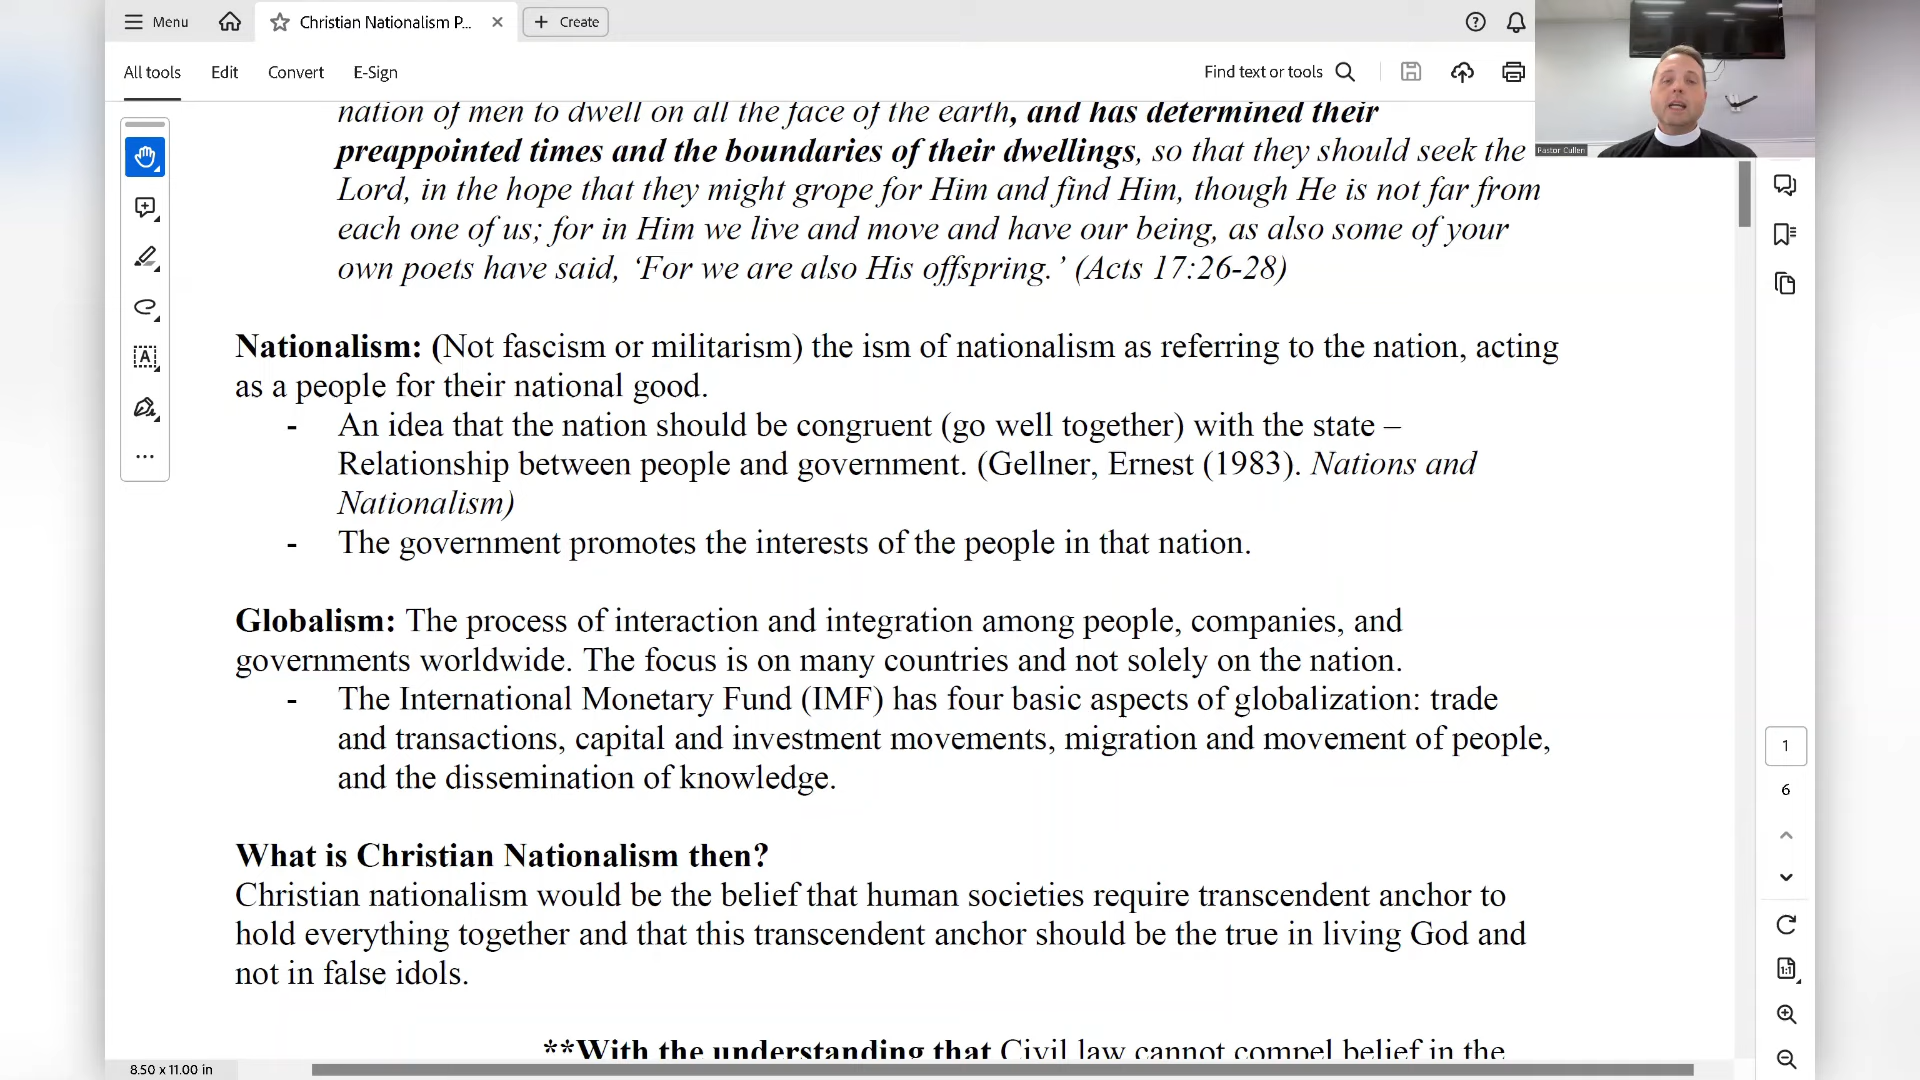 Menu
Christian Nationalism P...
Create
All tools
Edit
Convert
E-Sign
Find text or tools
Pastor Cullen
nation of men to dwell on all the face of the earth, and has determined their
preappointed times and the boundaries of their dwellings, so that they should seek the
Lord, in the hope that they might grope for Him and find Him, though He is not far from
each one of us; for in Him we live and move and have our being, as also some of your
own poets have said, ‘For we are also His offspring.’ (Acts 17:26-28)
Nationalism: (Not fascism or militarism) the ism of nationalism as referring to the nation, acting
as a people for their national good.
- An idea that the nation should be congruent (go well together) with the state –
Relationship between people and government. (Gellner, Ernest (1983). Nations and
Nationalism)
- The government promotes the interests of the people in that nation.
Globalism: The process of interaction and integration among people, companies, and
governments worldwide. The focus is on many countries and not solely on the nation.
- The International Monetary Fund (IMF) has four basic aspects of globalization: trade
and transactions, capital and investment movements, migration and movement of people,
and the dissemination of knowledge.
What is Christian Nationalism then?
Christian nationalism would be the belief that human societies require transcendent anchor to
hold everything together and that this transcendent anchor should be the true in living God and
not in false idols.
**With the understanding that Civil law cannot compel belief in the
1
6
8.50 x 11.00 in